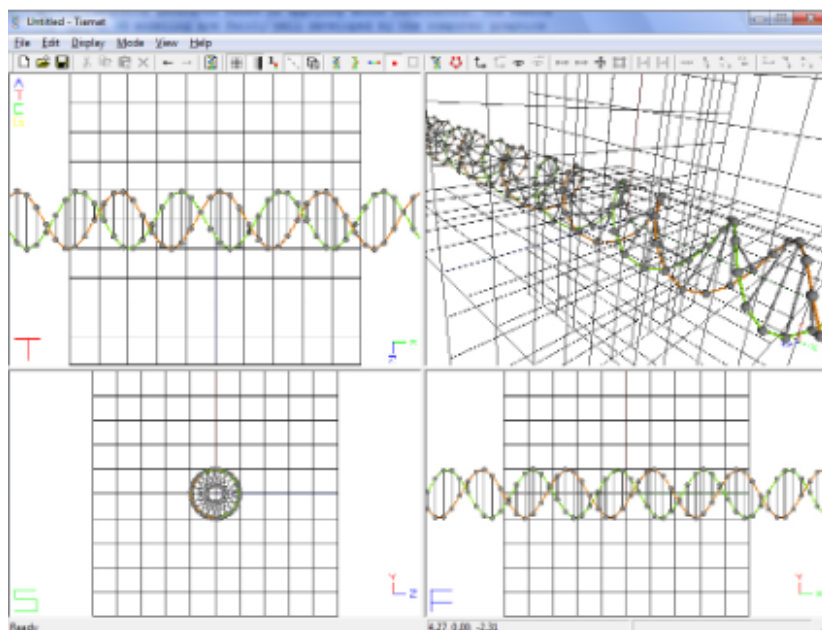 Untitled - Tiamat
File Edit Display Mode View Help
A
T
C
G
T
X
Z
S
Y
Z
F
Y
X
Ready
4.27, 0.00, -2.31